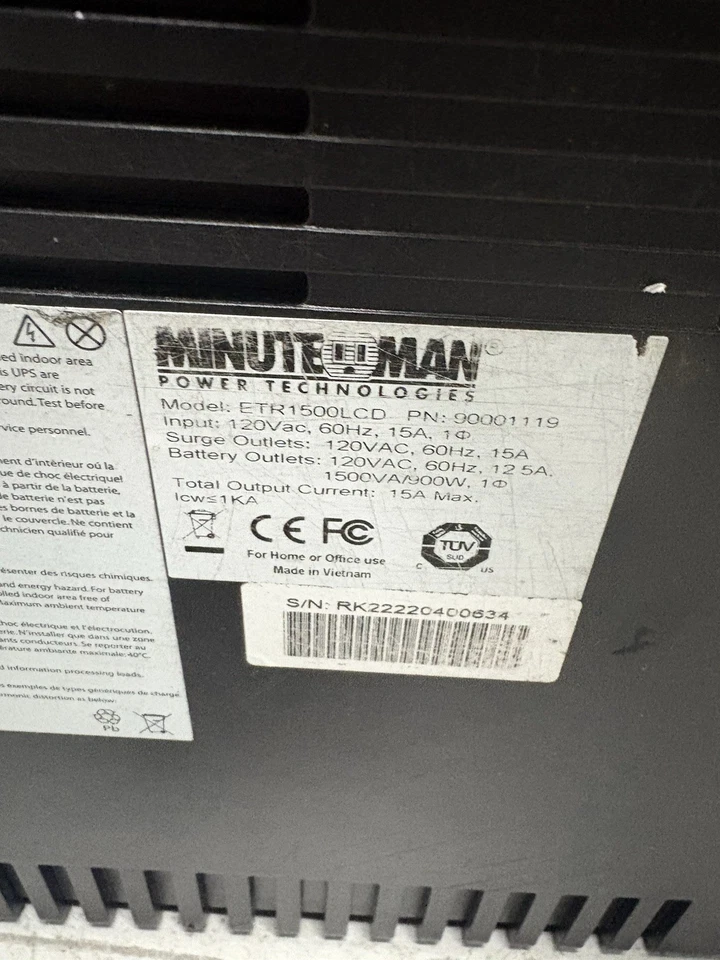 ed indoor area
is UPS are
ery circuit is not
ound. Test before
vice personnel.
ent d'intérieur où la
ue de choc électrique!
à partir de la batterie,
e batterie n'est pas
s bornes de batterie et la
le couvercle. Ne contient
chnicien qualifié pour
ésenter des risques chimiques.
and energy hazard. For battery
lled indoor area free of
Maximum ambient temperature
hoc électrique et l'électrocution.
erie. N'installer que dans une zone
ants conducteurs. Se reporter au
érature ambiante maximale: 40°C.
d information processing loads.
s exemples de types génériques de charge
rmonic distortion as below:
Pb
MINUTEMAN®
POWER TECHNOLOGIES
Model: ETR1500LCD PN: 90001119
Input: 120Vac, 60Hz, 15A, 1Φ
Surge Outlets: 120VAC, 60Hz, 15A
Battery Outlets: 120VAC, 60Hz, 12.5A,
1500VA/900W, 1Φ
Total Output Current: 15A Max.
Icw≤1KA
CE FC
TÜV
SÜD
C US
For Home or Office use
Made in Vietnam
S/N: RK22220400634